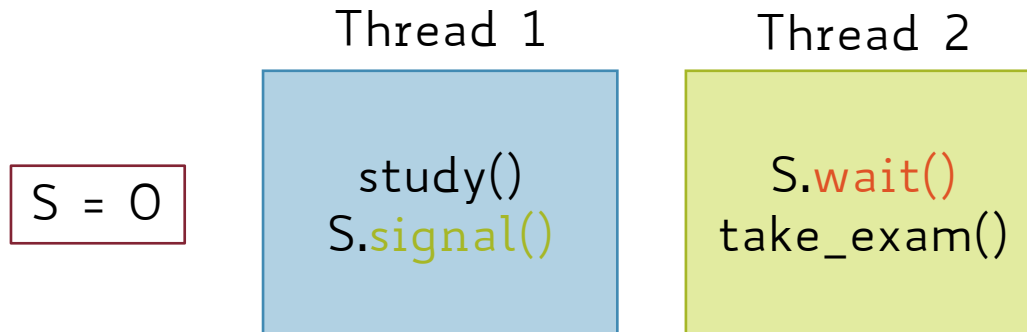 Thread 1
Thread 2
S = 0
study()
S.signal()
S.wait()
take_exam()